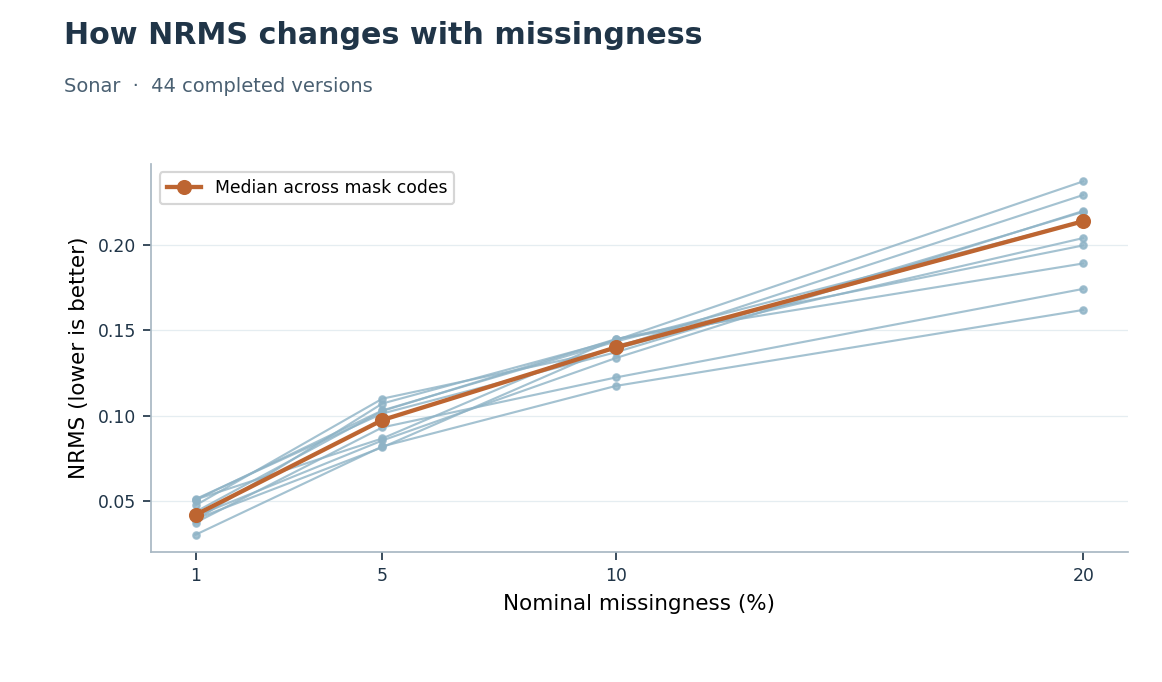 How NRMS changes with missingness
Sonar · 44 completed versions
Median across mask codes
NRMS (lower is better)
0.20
0.15
0.10
0.05
1 5 10 20
Nominal missingness (%)